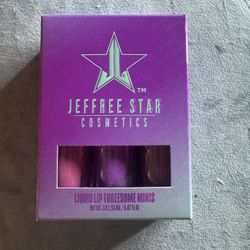 JEFFREE STAR
COSMETICS
LIQUID LIP THREESOME MINIS